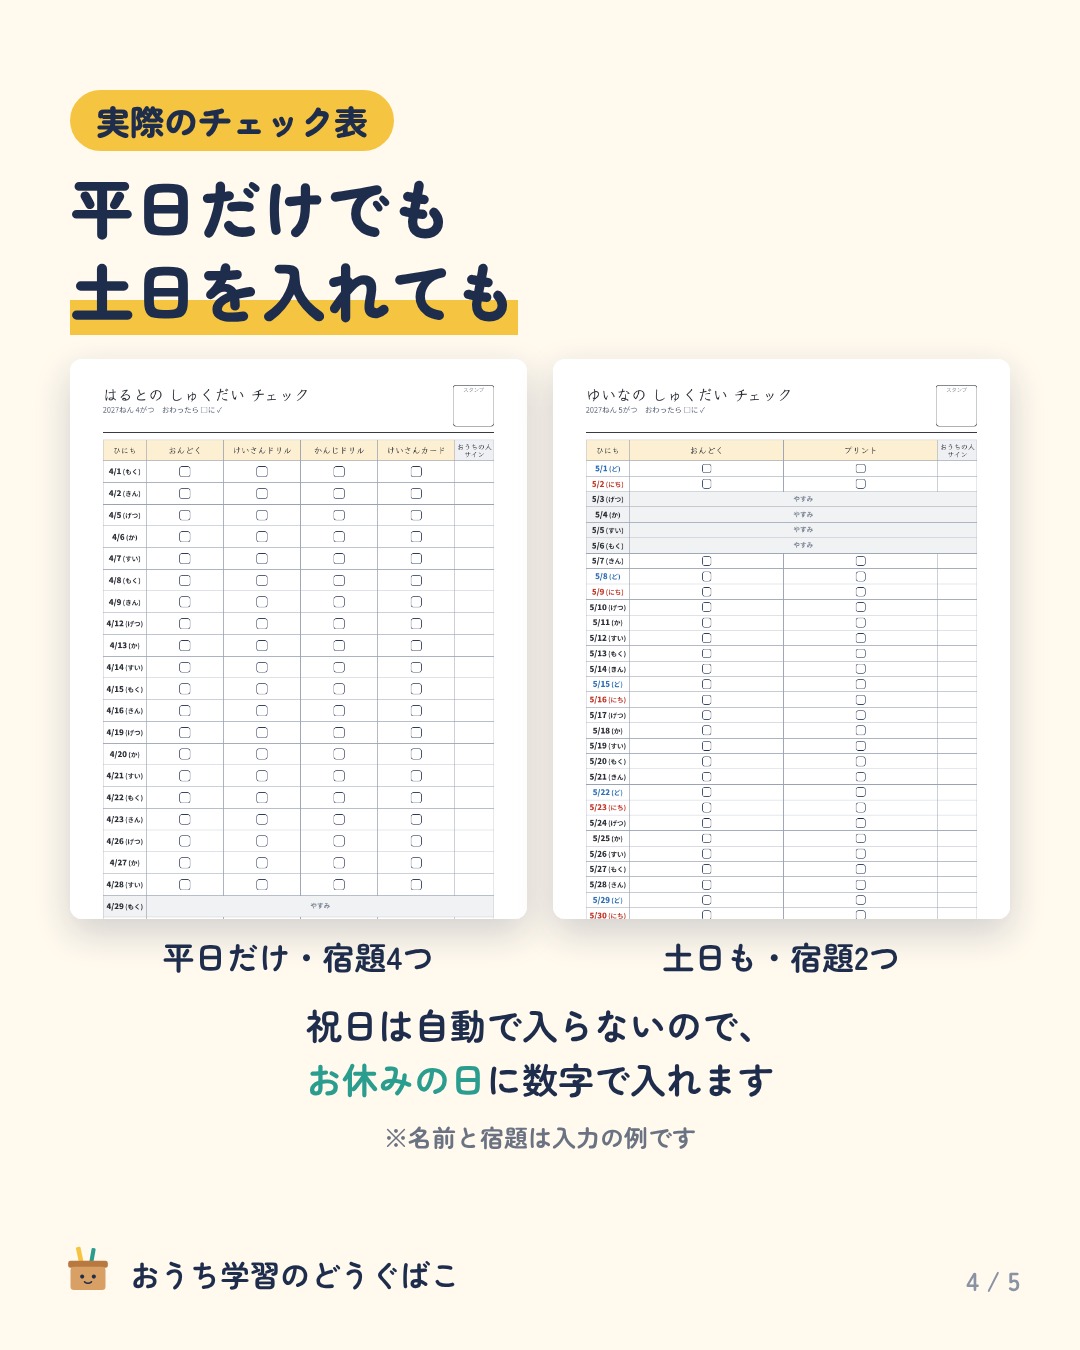 実際のチェック表
平日だけでも
土日を入れても
はるとの しゅくだい チェック
2027ねん 4がつ おわったら □に✓
スタンプ
ひにち おんどく けいさんドリル かんじドリル けいさんカード おうちの人 サイン
4/1 (もく)
4/2 (きん)
4/5 (げつ)
4/6 (か)
4/7 (すい)
4/8 (もく)
4/9 (きん)
4/12 (げつ)
4/13 (か)
4/14 (すい)
4/15 (もく)
4/16 (きん)
4/19 (げつ)
4/20 (か)
4/21 (すい)
4/22 (もく)
4/23 (きん)
4/26 (げつ)
4/27 (か)
4/28 (すい)
4/29 (もく) やすみ
ゆいなの しゅくだい チェック
2027ねん 5がつ おわったら □に✓
スタンプ
ひにち おんどく プリント おうちの人 サイン
5/1 (ど)
5/2 (にち)
5/3 (げつ) やすみ
5/4 (か) やすみ
5/5 (すい) やすみ
5/6 (もく) やすみ
5/7 (きん)
5/8 (ど)
5/9 (にち)
5/10 (げつ)
5/11 (か)
5/12 (すい)
5/13 (もく)
5/14 (きん)
5/15 (ど)
5/16 (にち)
5/17 (げつ)
5/18 (か)
5/19 (すい)
5/20 (もく)
5/21 (きん)
5/22 (ど)
5/23 (にち)
5/24 (げつ)
5/25 (か)
5/26 (すい)
5/27 (もく)
5/28 (きん)
5/29 (ど)
5/30 (にち)
平日だけ・宿題4つ
土日も・宿題2つ
祝日は自動で入らないので、
お休みの日に数字で入れます
※名前と宿題は入力の例です
おうち学習のどうぐばこ
4 / 5